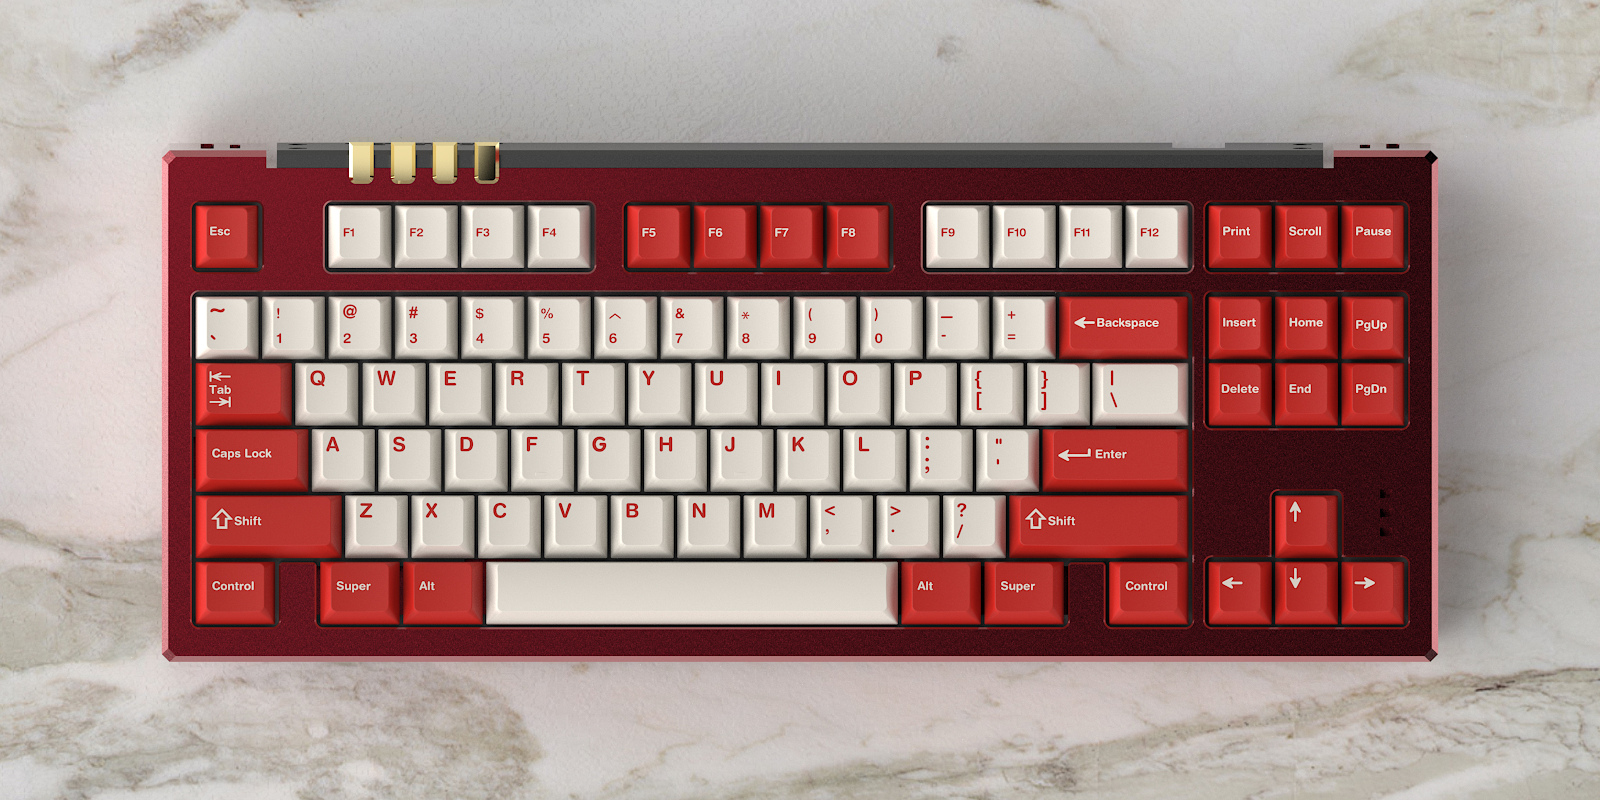 Esc F1 F2 F3 F4 F5 F6 F7 F8 F9 F10 F11 F12 Print Scroll Pause
~ ! @ # $ % ^ & * ( ) — +
` 1 2 3 4 5 6 7 8 9 0 - = ←Backspace Insert Home PgUp
Tab Q W E R T Y U I O P { } |
[ ] \ Delete End PgDn
Caps Lock A S D F G H J K L : "
; ' Enter
⇧Shift Z X C V B N M < > ?
, . / ⇧Shift ↑
Control Super Alt Alt Super Control ← ↓ →